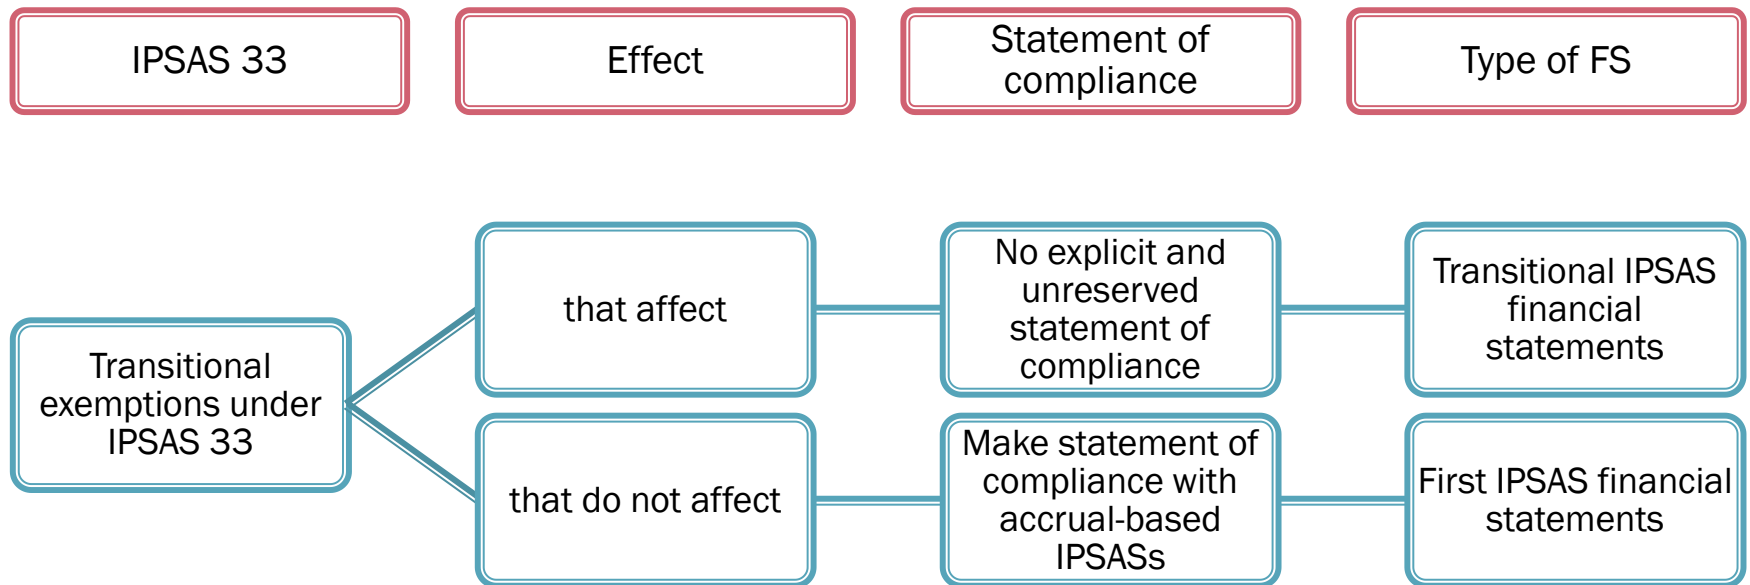 IPSAS 33
Effect
Statement of
compliance
Type of FS
Transitional
exemptions under
IPSAS 33
that affect
No explicit and
unreserved
statement of
compliance
Transitional IPSAS
financial
statements
that do not affect
Make statement of
compliance with
accrual-based
IPSASs
First IPSAS financial
statements